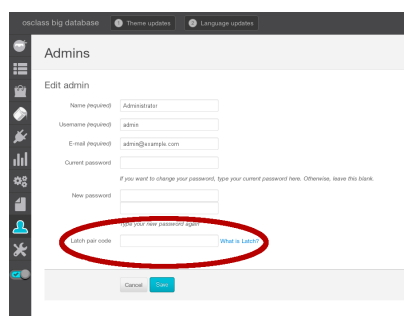 osclass big database
1 Theme updates
2 Language updates
Admins
Edit admin
Name (required)
Administrator
Username (required)
admin
E-mail (required)
admin@example.com
Current password
If you want to change your password, type your current password here. Otherwise, leave this blank.
New password
Type your new password again
Latch pair code
What is Latch?
Cancel
Save